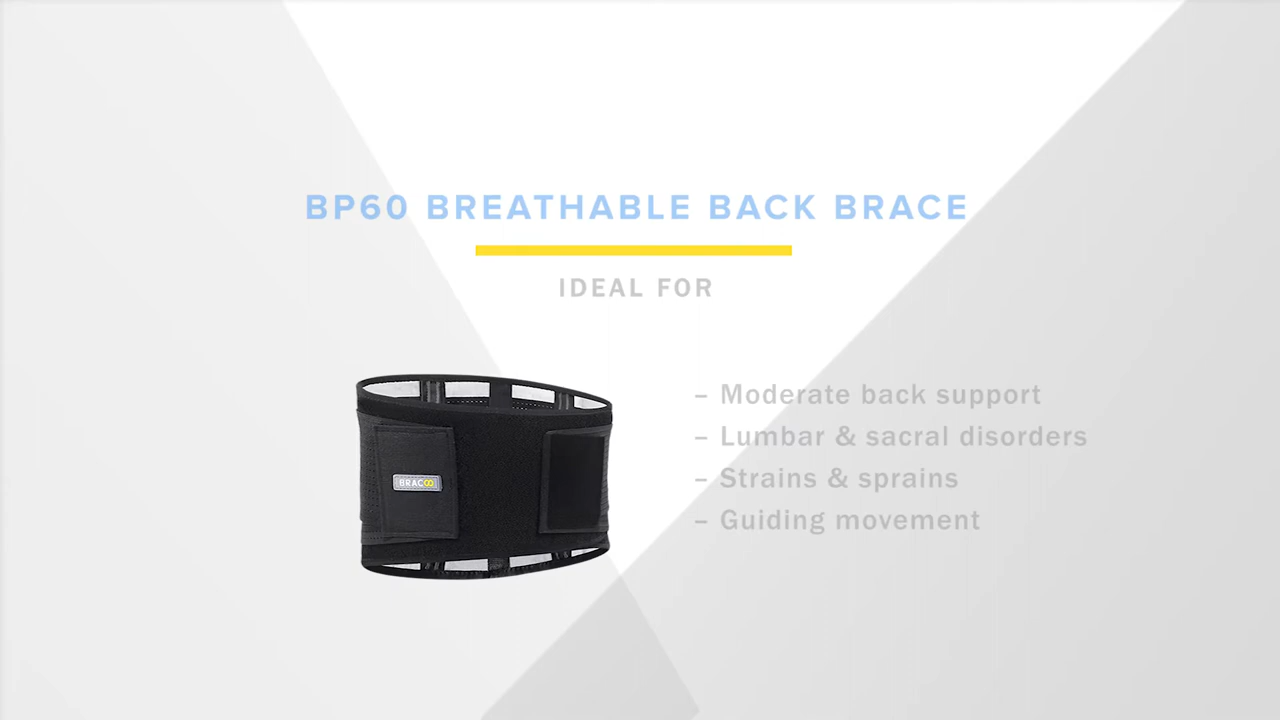 BP60 BREATHABLE BACK BRACE
IDEAL FOR
– Moderate back support
– Lumbar & sacral disorders
– Strains & sprains
– Guiding movement
BRACOO